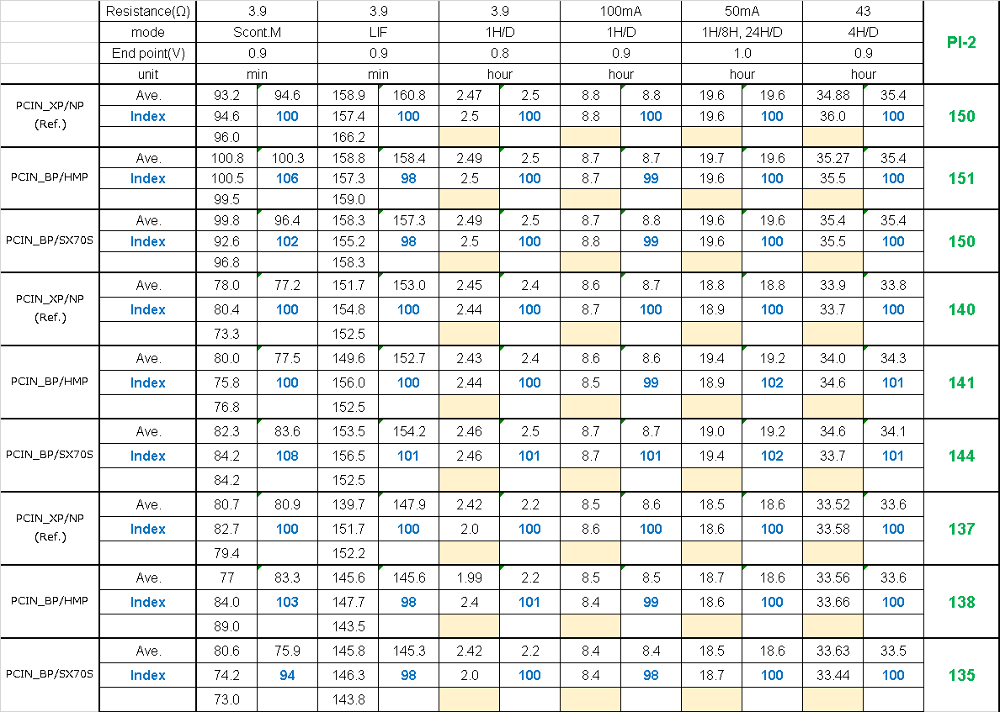 Resistance(Ω) 3.9 3.9 3.9 100mA 50mA 43 PI-2
mode Scont.M LIF 1H/D 1H/D 1H/8H, 24H/D 4H/D
End point(V) 0.9 0.9 0.8 0.9 1.0 0.9
unit min min hour hour hour hour
PCIN_XP/NP (Ref.) Ave. 93.2 94.6 158.9 160.8 2.47 2.5 8.8 8.8 19.6 19.6 34.88 35.4 150
Index 94.6 100 157.4 100 2.5 100 8.8 100 19.6 100 36.0 100
96.0 166.2
PCIN_BP/HMP Ave. 100.8 100.3 158.8 158.4 2.49 2.5 8.7 8.7 19.7 19.6 35.27 35.4 151
Index 100.5 106 157.3 98 2.5 100 8.7 99 19.6 100 35.5 100
99.5 159.0
PCIN_BP/SX70S Ave. 99.8 96.4 158.3 157.3 2.49 2.5 8.7 8.8 19.6 19.6 35.4 35.4 150
Index 92.6 102 155.2 98 2.5 100 8.8 99 19.6 100 35.5 100
96.8 158.3
PCIN_XP/NP (Ref.) Ave. 78.0 77.2 151.7 153.0 2.45 2.4 8.6 8.7 18.8 18.8 33.9 33.8 140
Index 80.4 100 154.8 100 2.44 100 8.7 100 18.9 100 33.7 100
73.3 152.5
PCIN_BP/HMP Ave. 80.0 77.5 149.6 152.7 2.43 2.4 8.6 8.6 19.4 19.2 34.0 34.3 141
Index 75.8 100 156.0 100 2.44 100 8.5 99 18.9 102 34.6 101
76.8 152.5
PCIN_BP/SX70S Ave. 82.3 83.6 153.5 154.2 2.46 2.5 8.7 8.7 19.0 19.2 34.6 34.1 144
Index 84.2 108 156.5 101 2.46 101 8.7 101 19.4 102 33.7 101
84.2 152.5
PCIN_XP/NP (Ref.) Ave. 80.7 80.9 139.7 147.9 2.42 2.2 8.5 8.6 18.5 18.6 33.52 33.6 137
Index 82.7 100 151.7 100 2.0 100 8.6 100 18.6 100 33.58 100
79.4 152.2
PCIN_BP/HMP Ave. 77 83.3 145.6 145.6 1.99 2.2 8.5 8.5 18.7 18.6 33.56 33.6 138
Index 84.0 103 147.7 98 2.4 101 8.4 99 18.6 100 33.66 100
89.0 143.5
PCIN_BP/SX70S Ave. 80.6 75.9 145.8 145.3 2.42 2.2 8.4 8.4 18.5 18.6 33.63 33.5 135
Index 74.2 94 146.3 98 2.0 100 8.4 98 18.7 100 33.44 100
73.0 143.8